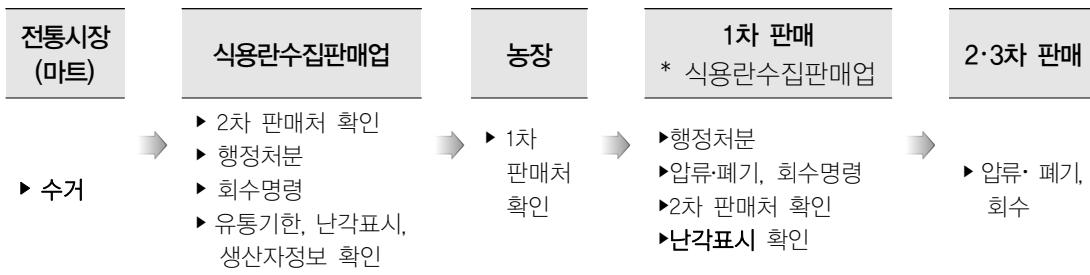 전통시장
(마트)
▶ 수거
식용란수집판매업
▶ 2차 판매처 확인
▶ 행정처분
▶ 회수명령
▶ 유통기한, 난각표시,
생산자정보 확인
농장
▶ 1차
판매처
확인
1차 판매
* 식용란수집판매업
▶행정처분
▶압류·폐기, 회수명령
▶2차 판매처 확인
▶난각표시 확인
2·3차 판매
▶ 압류· 폐기,
회수